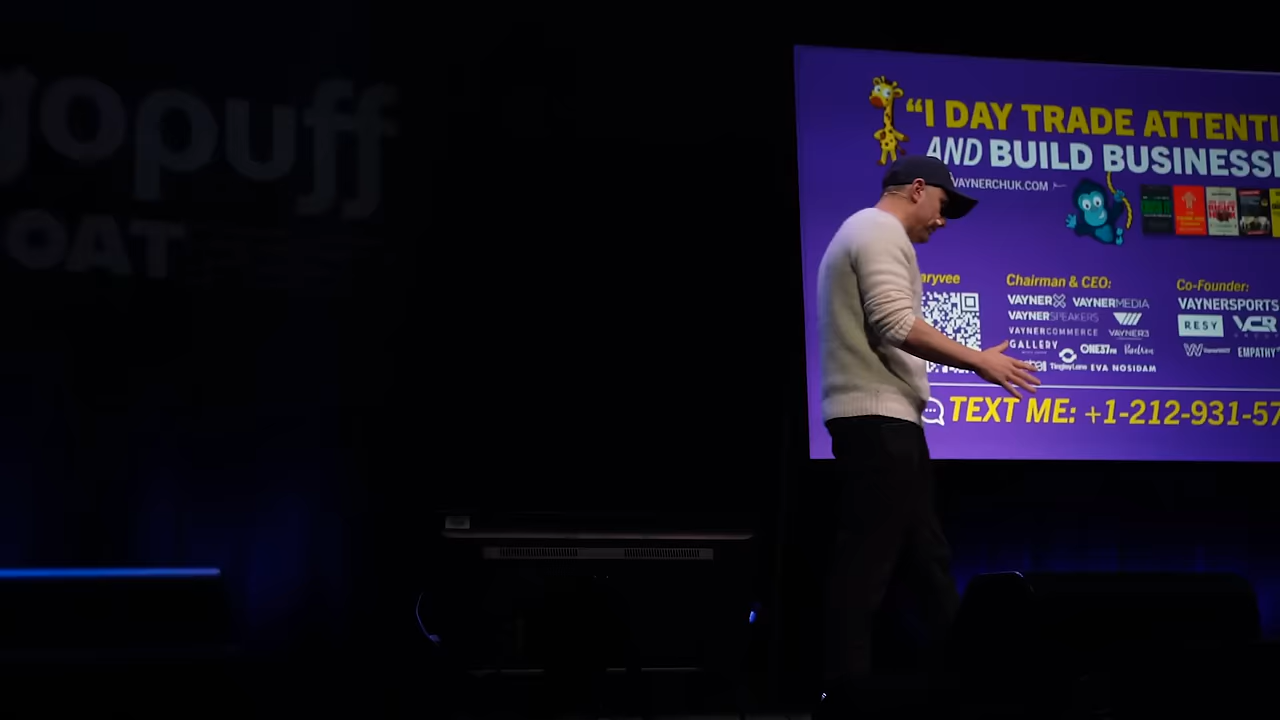 gopuff
OAT
“I DAY TRADE ATTENTI
AND BUILD BUSINESSE
VAYNERCHUK.COM
aryvee
Chairman & CEO:
Co-Founder:
VAYNERX VAYNERMEDIA
VAYNERSPORTS
VAYNERSPEAKERS
RESY VCR
VAYNERCOMMERCE VAYNER3
GALLERY ONE37PM
EMPATHY
EVA NOSIDAM
TEXT ME: +1-212-931-57